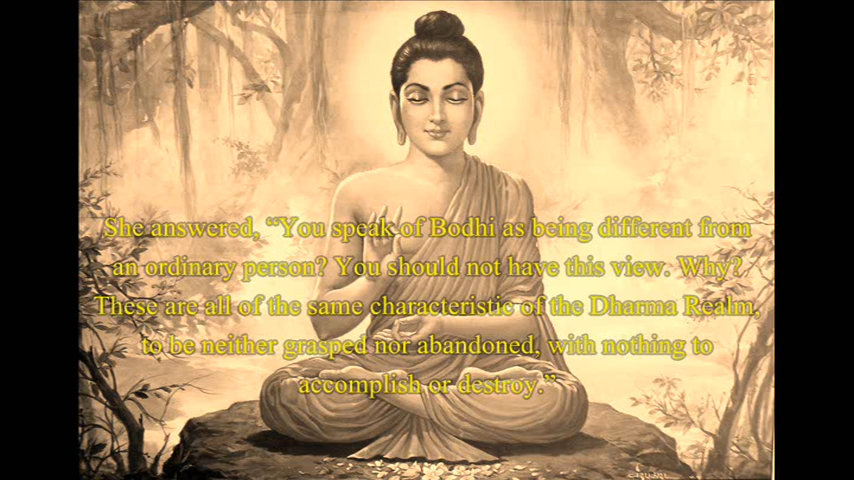 She answered, “You speak of Bodhi as being different from
an ordinary person? You should not have this view. Why?
These are all of the same characteristic of the Dharma Realm,
to be neither grasped nor abandoned, with nothing to
accomplish or destroy.”